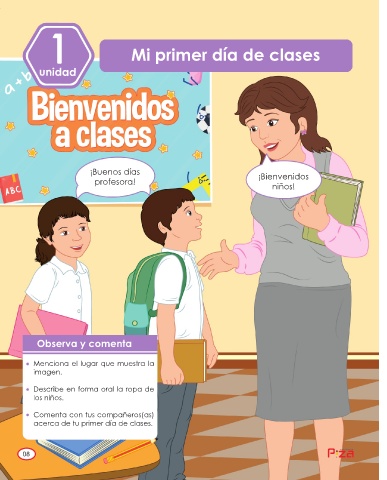 1
unidad
Mi primer día de clases
a+b
Bienvenidos
a clases
¡Buenos días
profesora!
¡Bienvenidos
niños!
ABC
Observa y comenta
• Menciona el lugar que muestra la
imagen.
• Describe en forma oral la ropa de
los niños.
• Comenta con tus compañeros(as)
acerca de tu primer día de clases.
08
P:za